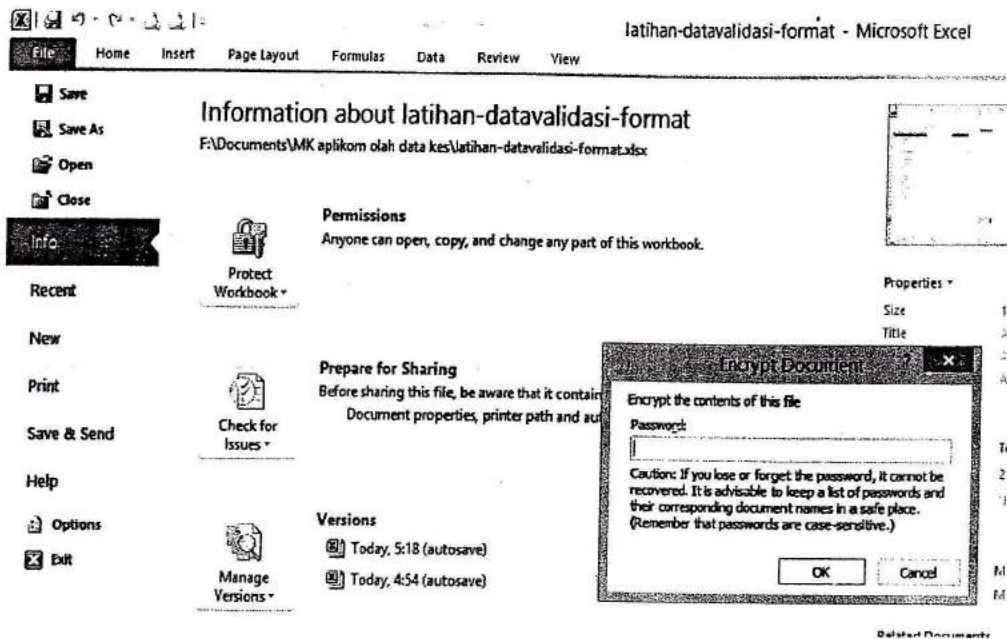 latihan-datavalidasi-format - Microsoft Excel
File Home Insert Page Layout Formulas Data Review View
Save
Save As
Open
Close
Info
Recent
New
Print
Save & Send
Help
Options
Exit
Information about latihan-datavalidasi-format
F:\Documents\MK aplikom olah data kes\latihan-datavalidasi-format.xlsx
Protect
Workbook
Permissions
Anyone can open, copy, and change any part of this workbook.
Check for
Issues
Prepare for Sharing
Before sharing this file, be aware that it contain
Document properties, printer path and aut
Manage
Versions
Versions
Today, 5:18 (autosave)
Today, 4:54 (autosave)
Properties
Size
Title
Encrypt Document
Encrypt the contents of this file
Password:
Caution: If you lose or forget the password, it cannot be
recovered. It is advisable to keep a list of passwords and
their corresponding document names in a safe place.
(Remember that passwords are case-sensitive.)
OK Cancel
Related Documents